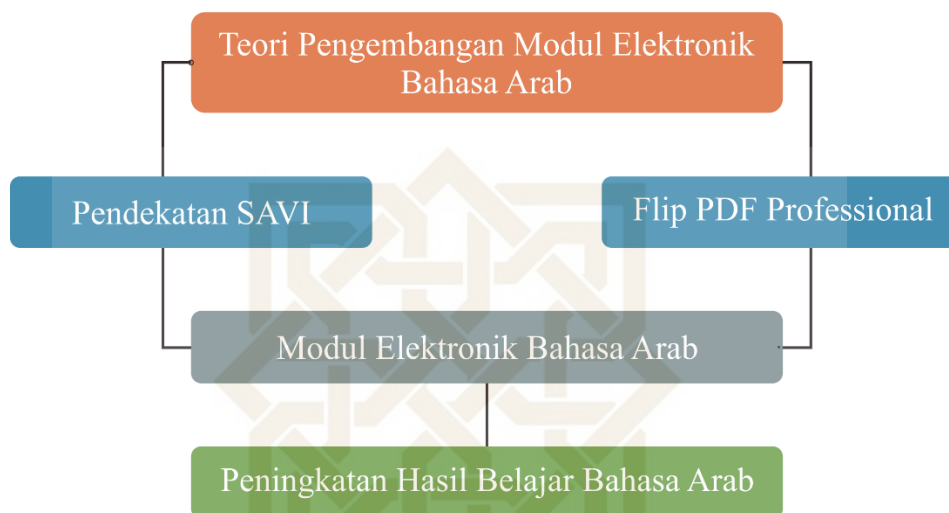 Teori Pengembangan Modul Elektronik
Bahasa Arab
Pendekatan SAVI
Flip PDF Professional
Modul Elektronik Bahasa Arab
Peningkatan Hasil Belajar Bahasa Arab